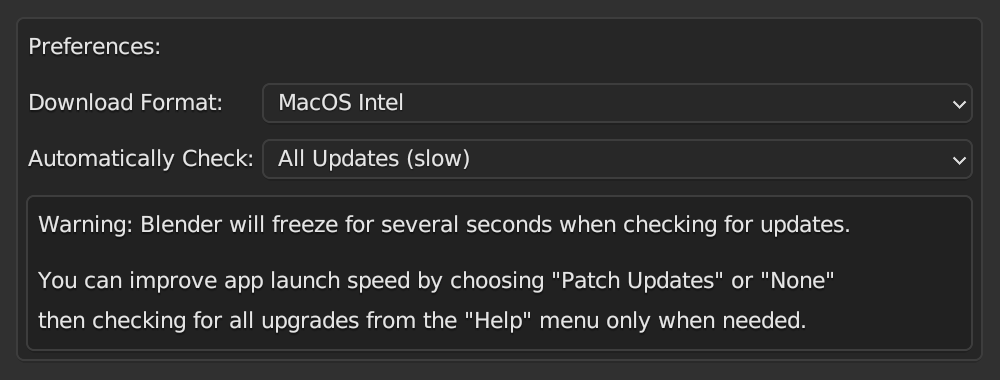 Preferences:
Download Format: MacOS Intel
Automatically Check: All Updates (slow)
Warning: Blender will freeze for several seconds when checking for updates.
You can improve app launch speed by choosing "Patch Updates" or "None"
then checking for all upgrades from the "Help" menu only when needed.